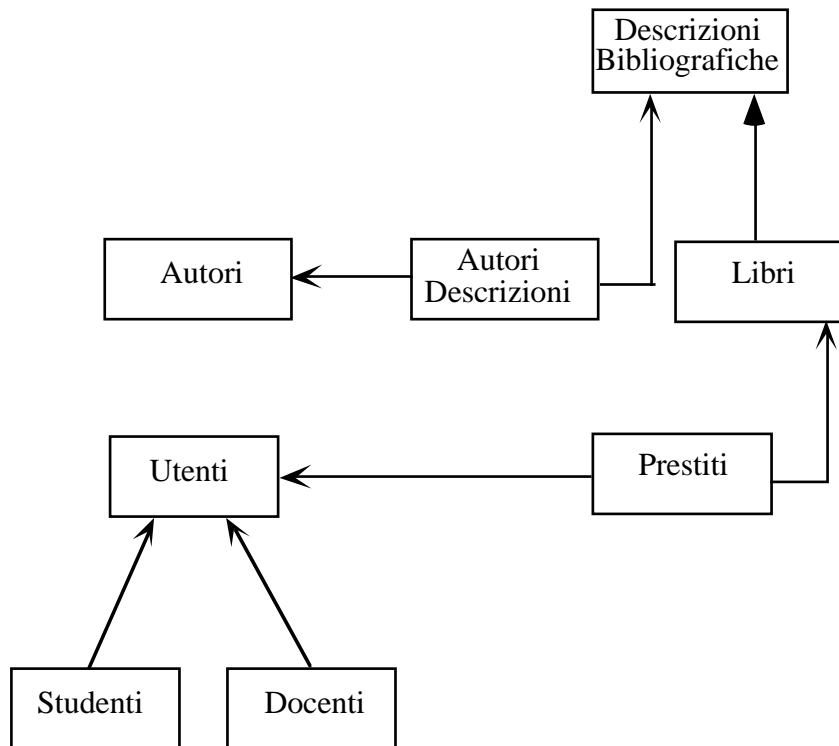 Descrizioni
Bibliografiche
Autori
Autori
Descrizioni
Libri
Utenti
Prestiti
Studenti
Docenti